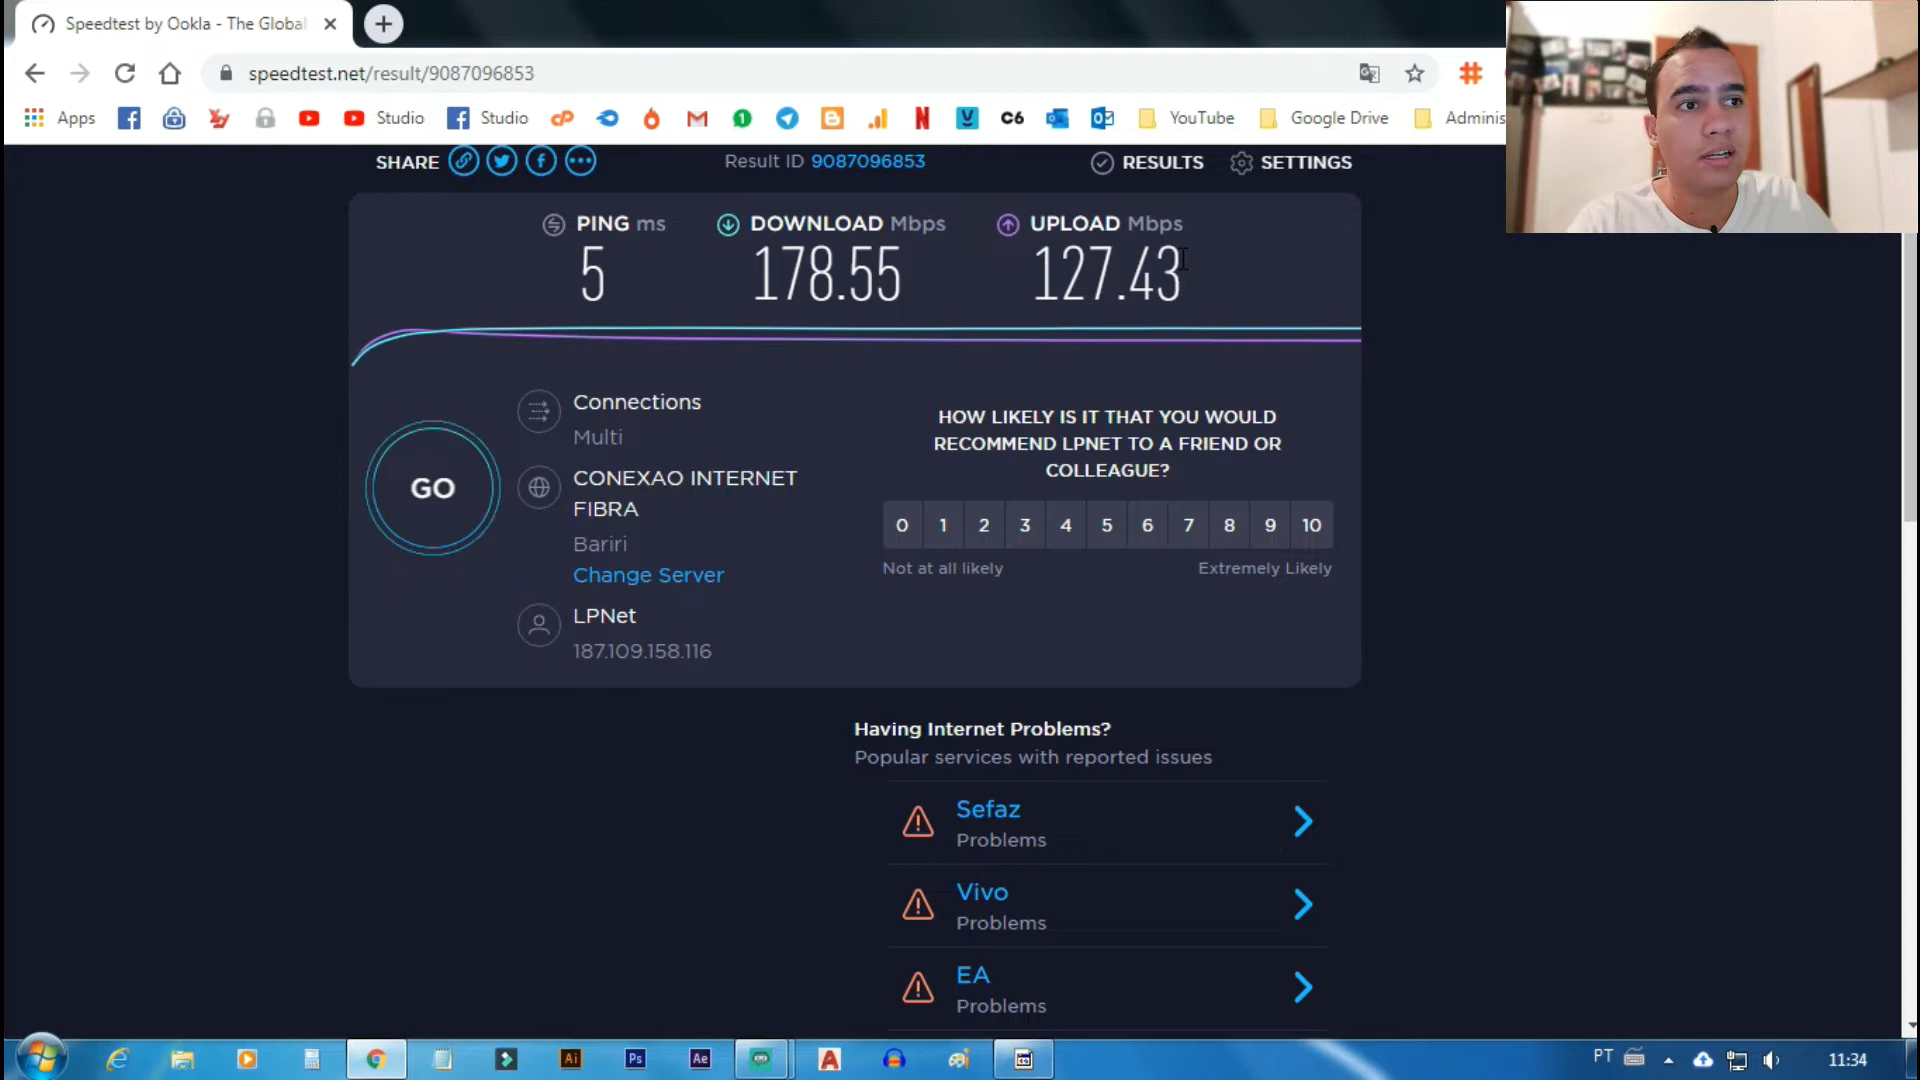 Speedtest by Ookla - The Global
speedtest.net/result/9087096853
Apps Studio Studio C6 YouTube Google Drive Adminis
SHARE Result ID 9087096853 RESULTS SETTINGS
PING ms DOWNLOAD Mbps UPLOAD Mbps
5 178.55 127.43
Connections
Multi
CONEXAO INTERNET
FIBRA
Bariri
Change Server
LPNet
187.109.158.116
GO
HOW LIKELY IS IT THAT YOU WOULD
RECOMMEND LPNET TO A FRIEND OR
COLLEAGUE?
0 1 2 3 4 5 6 7 8 9 10
Not at all likely Extremely Likely
Having Internet Problems?
Popular services with reported issues
Sefaz
Problems
Vivo
Problems
EA
Problems
Ai Ps Ae PT 11:34